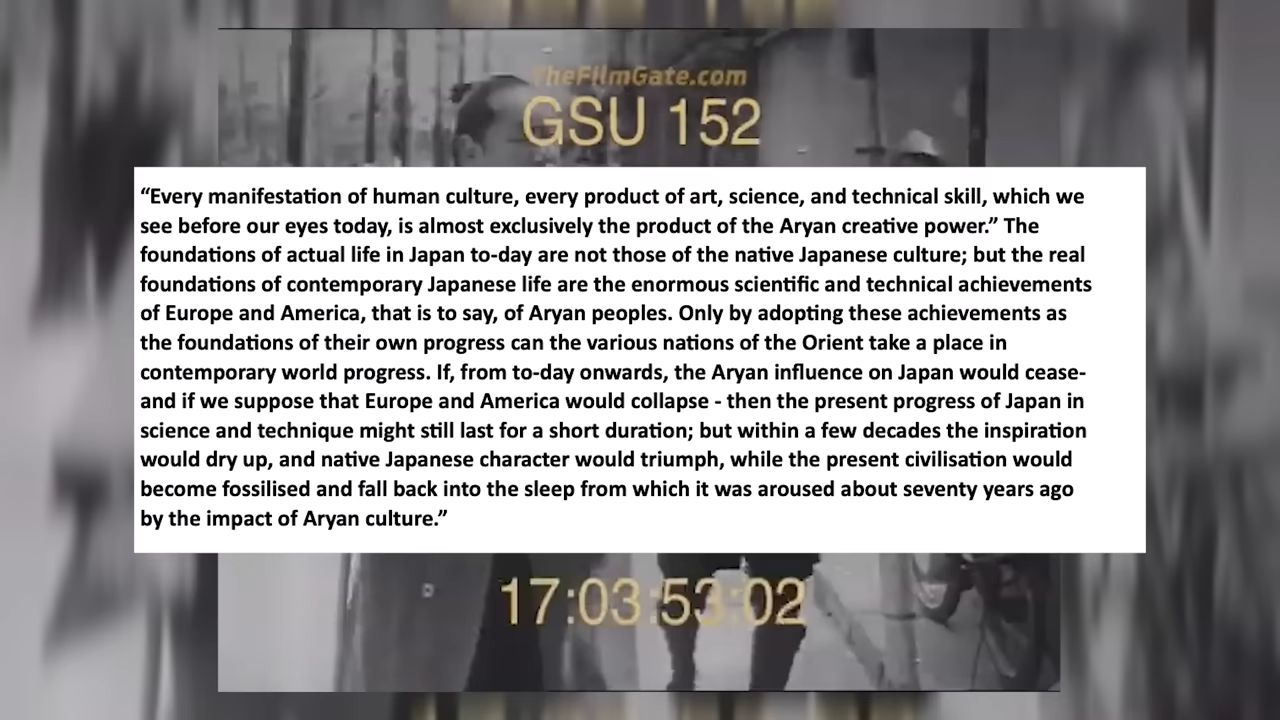 TheFilmGate.com
GSU 152
“Every manifestation of human culture, every product of art, science, and technical skill, which we
see before our eyes today, is almost exclusively the product of the Aryan creative power.” The
foundations of actual life in Japan to-day are not those of the native Japanese culture; but the real
foundations of contemporary Japanese life are the enormous scientific and technical achievements
of Europe and America, that is to say, of Aryan peoples. Only by adopting these achievements as
the foundations of their own progress can the various nations of the Orient take a place in
contemporary world progress. If, from to-day onwards, the Aryan influence on Japan would cease-
and if we suppose that Europe and America would collapse - then the present progress of Japan in
science and technique might still last for a short duration; but within a few decades the inspiration
would dry up, and native Japanese character would triumph, while the present civilisation would
become fossilised and fall back into the sleep from which it was aroused about seventy years ago
by the impact of Aryan culture.”
17:03:53:02